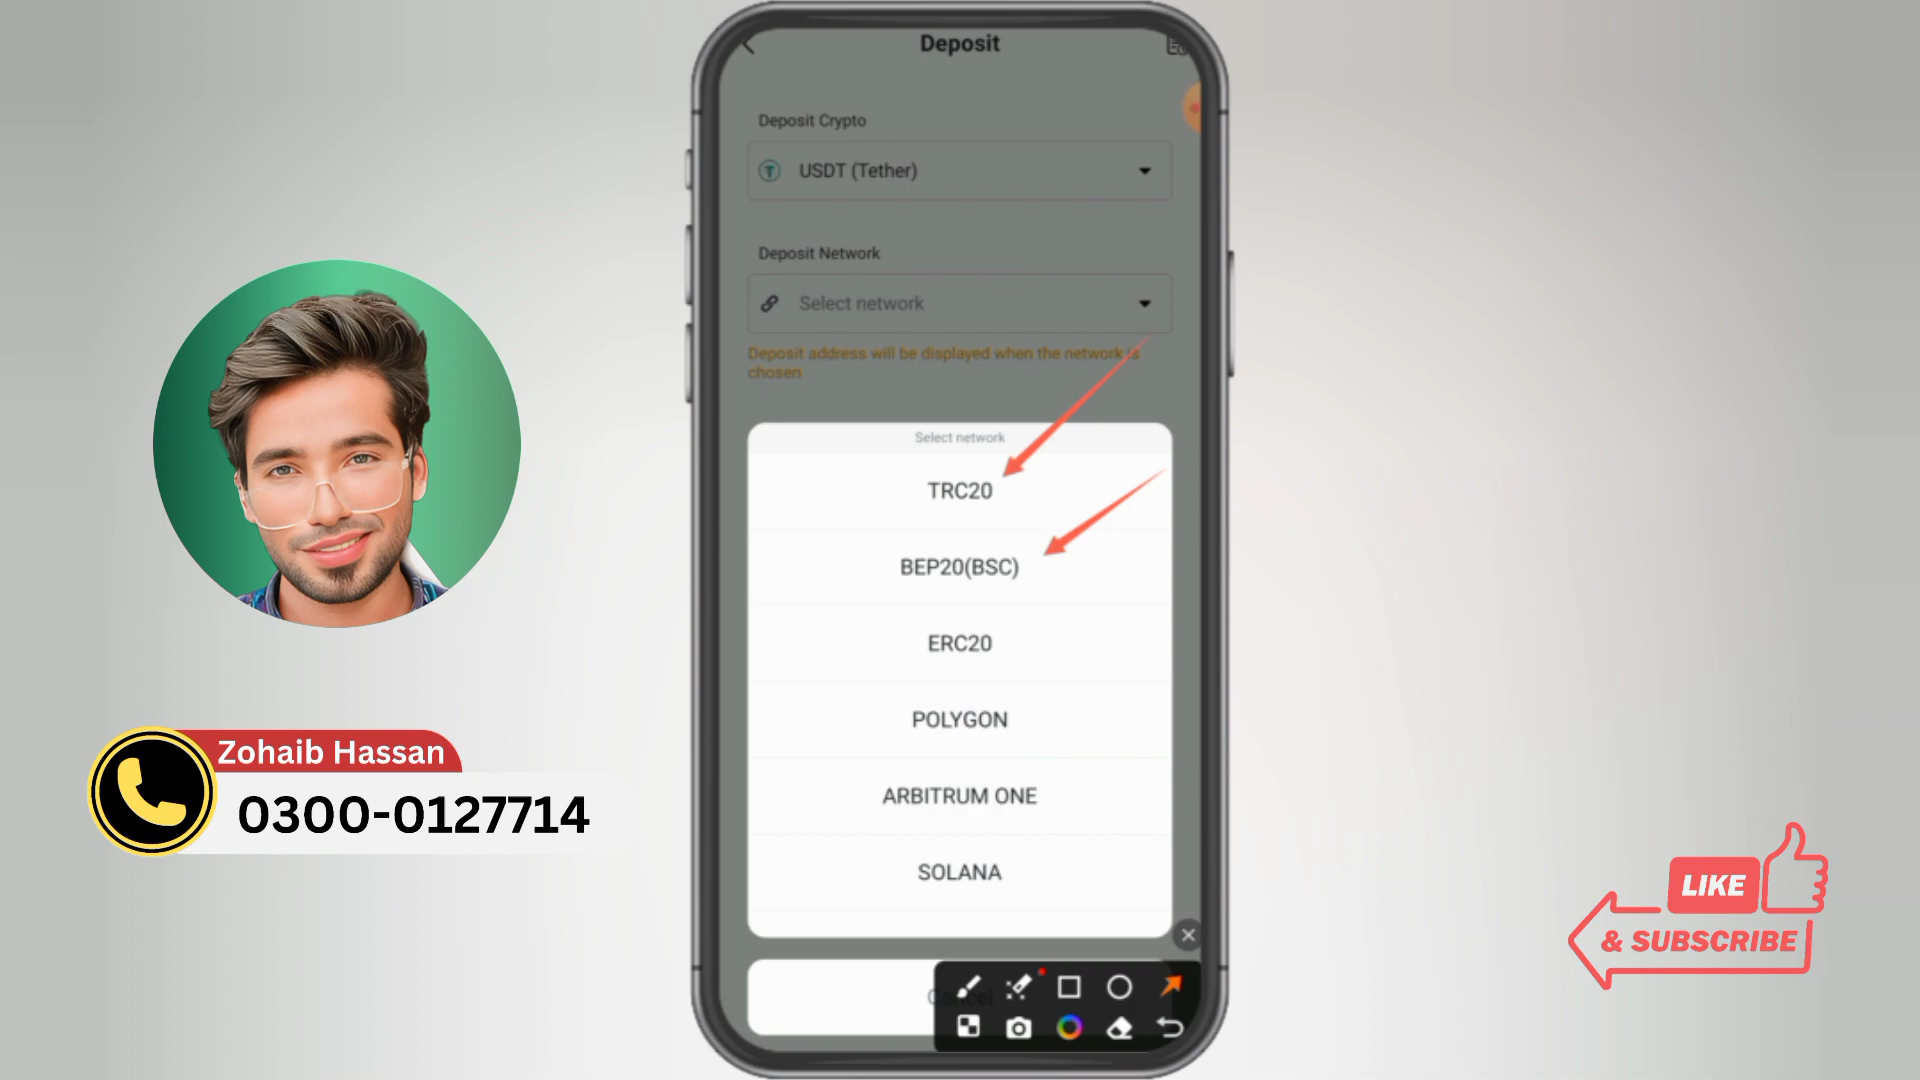 Deposit
Deposit Crypto
USDT (Tether)
Deposit Network
Select network
Deposit address will be displayed when the network is
chosen
Select network
TRC20
BEP20(BSC)
ERC20
POLYGON
ARBITRUM ONE
SOLANA
Cancel
Zohaib Hassan
0300-0127714
LIKE
& SUBSCRIBE